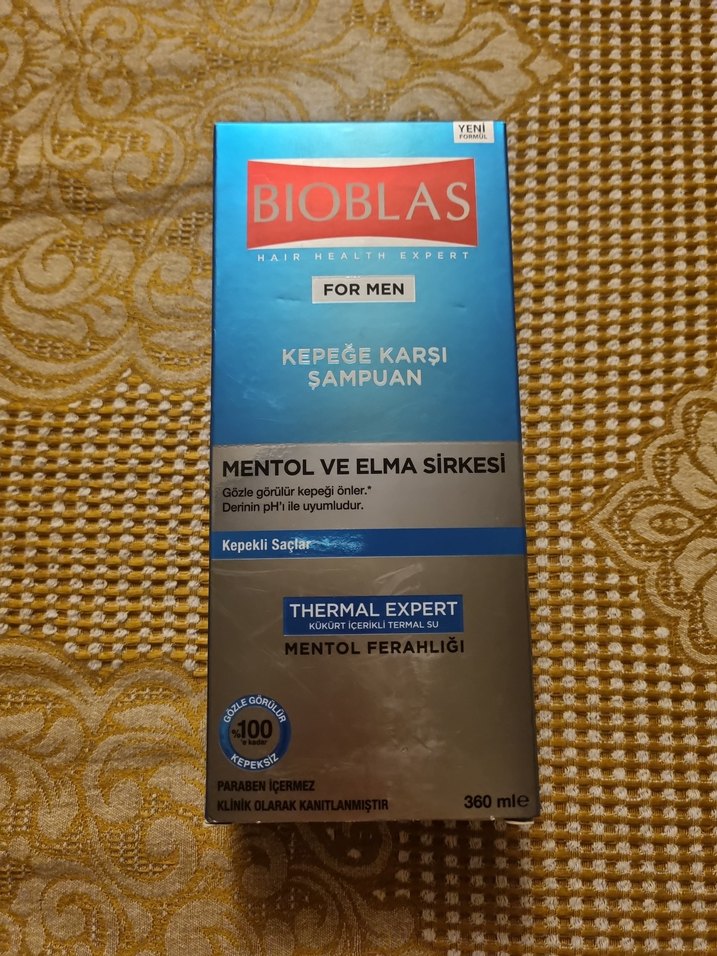 YENİ
FORMÜL
BIOBLAS
HAIR HEALTH EXPERT
FOR MEN
KEPEĞE KARŞI
ŞAMPUAN
MENTOL VE ELMA SİRKESİ
Gözle görülür kepeği önler.*
Derinin pH'ı ile uyumludur.
Kepekli Saçlar
THERMAL EXPERT
KÜKÜRT İÇERİKLİ TERMAL SU
MENTOL FERAHLIĞI
GÖZLE GÖRÜLÜR
%100
'e kadar
KEPEKSİZ
PARABEN İÇERMEZ
KLİNİK OLARAK KANITLANMIŞTIR
360 ml℮